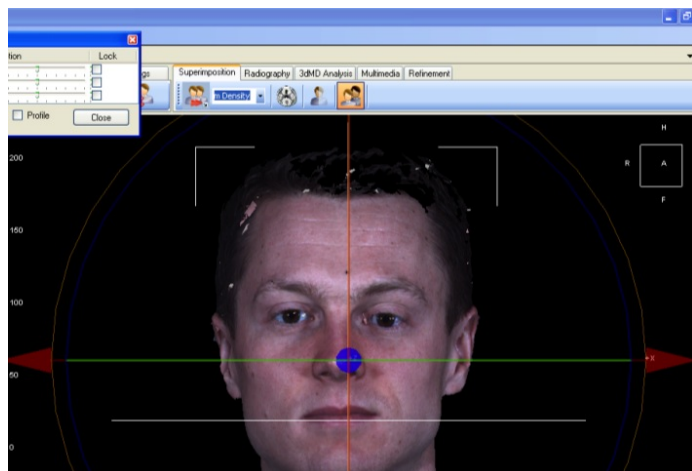 tion Lock
gs Superimposition Radiography 3dMD Analysis Multimedia Refinement
m Density
Profile Close
H
200
R A
F
150
100
X
50
0